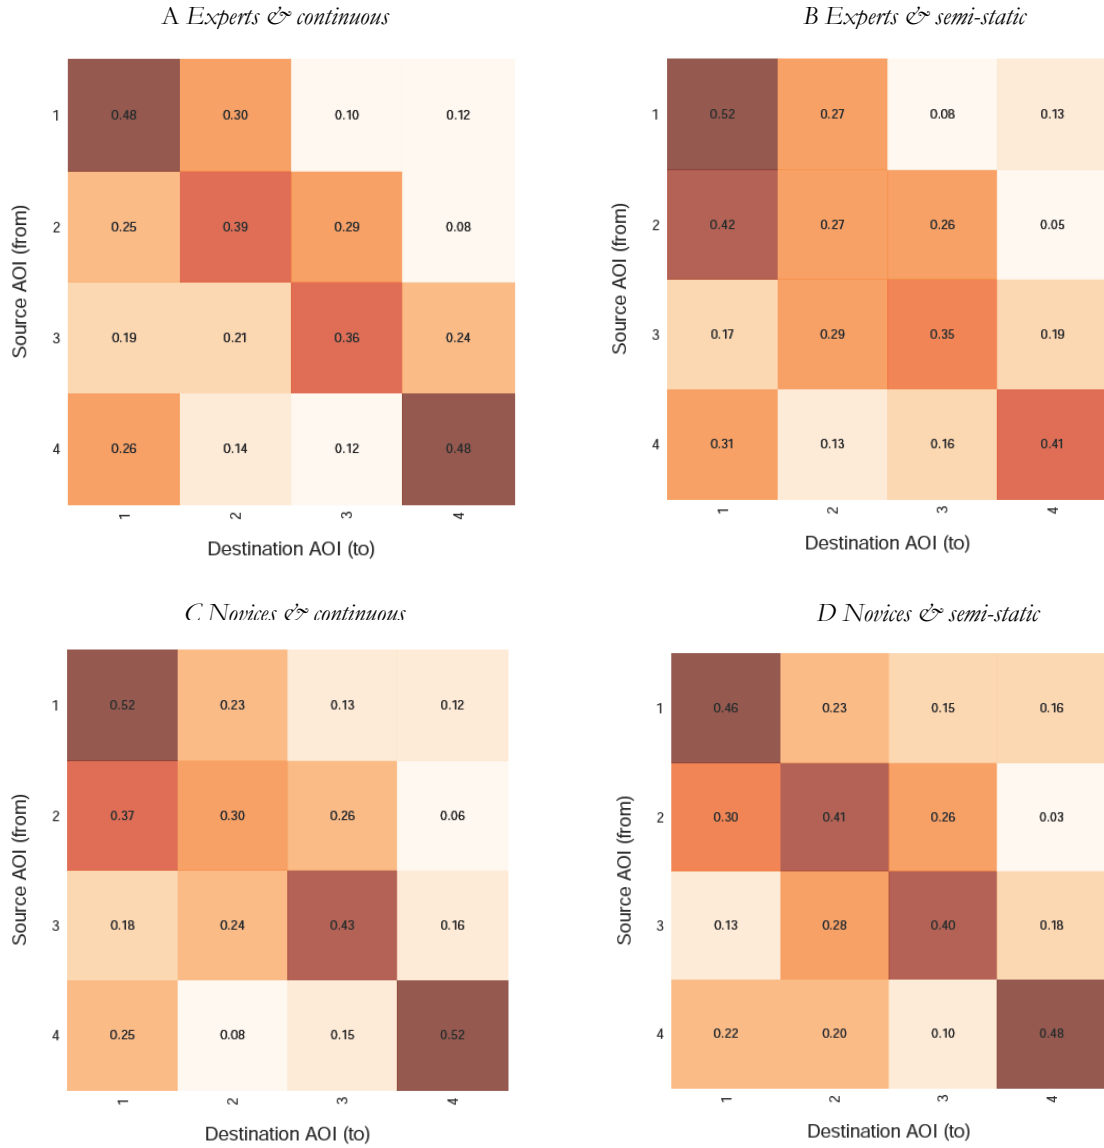 A Experts & continuous
1 0.48 0.30 0.10 0.12
2 0.25 0.39 0.29 0.08
3 0.19 0.21 0.36 0.24
4 0.26 0.14 0.12 0.48
1 2 3 4
Source AOI (from)
Destination AOI (to)
B Experts & semi-static
1 0.52 0.27 0.08 0.13
2 0.42 0.27 0.26 0.05
3 0.17 0.29 0.35 0.19
4 0.31 0.13 0.16 0.41
1 2 3 4
Source AOI (from)
Destination AOI (to)
C Novices & continuous
1 0.52 0.23 0.13 0.12
2 0.37 0.30 0.26 0.06
3 0.18 0.24 0.43 0.16
4 0.25 0.08 0.15 0.52
1 2 3 4
Source AOI (from)
Destination AOI (to)
D Novices & semi-static
1 0.46 0.23 0.15 0.16
2 0.30 0.41 0.26 0.03
3 0.13 0.28 0.40 0.18
4 0.22 0.20 0.10 0.48
1 2 3 4
Source AOI (from)
Destination AOI (to)